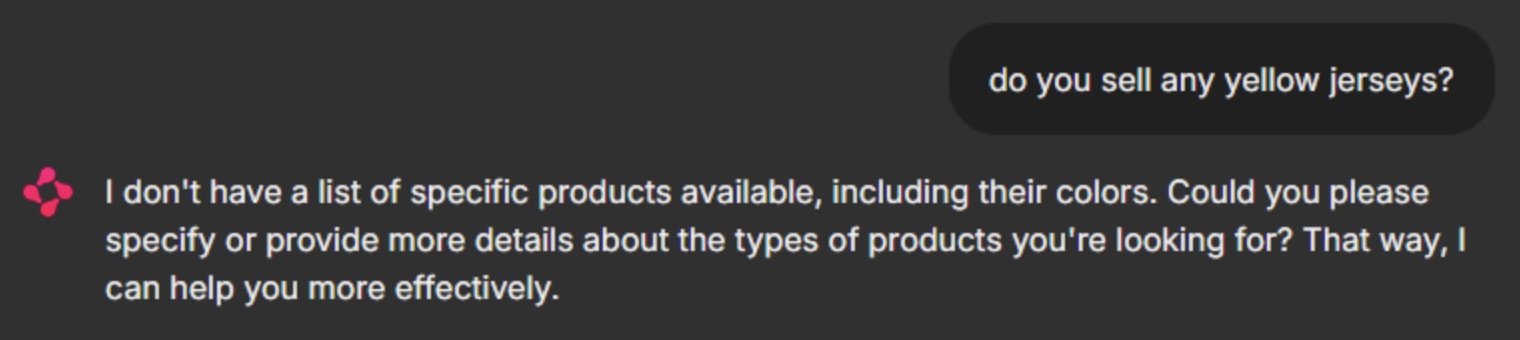 do you sell any yellow jerseys?
I don't have a list of specific products available, including their colors. Could you please
specify or provide more details about the types of products you're looking for? That way, I
can help you more effectively.